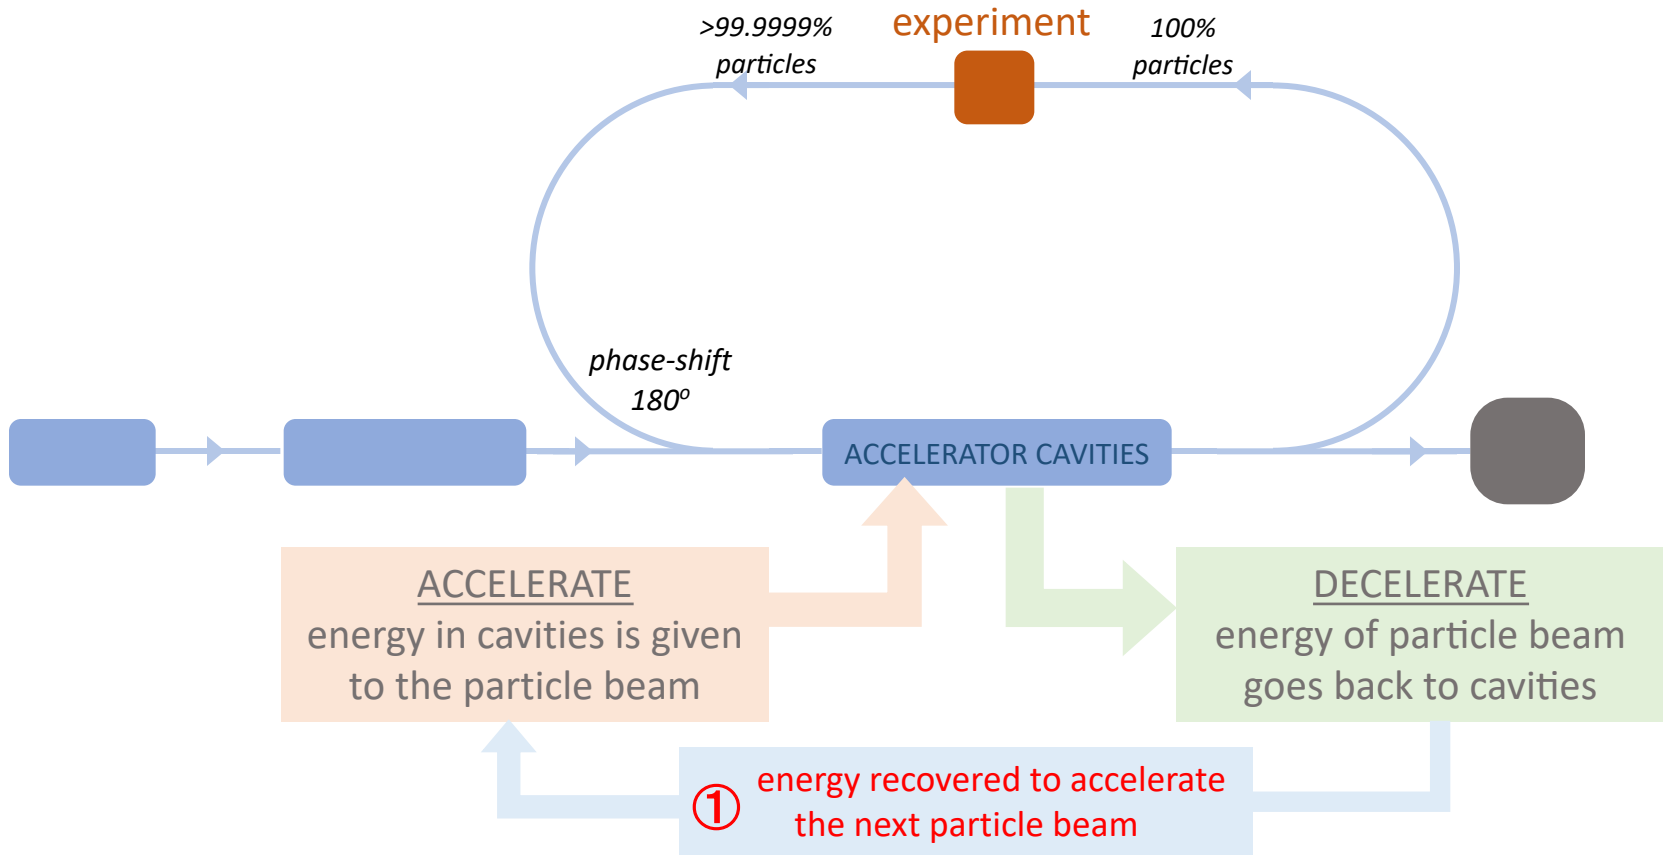 >99.9999%
particles
experiment
100%
particles
phase-shift
180º
ACCELERATOR CAVITIES
ACCELERATE
energy in cavities is given
to the particle beam
DECELERATE
energy of particle beam
goes back to cavities
① energy recovered to accelerate
the next particle beam